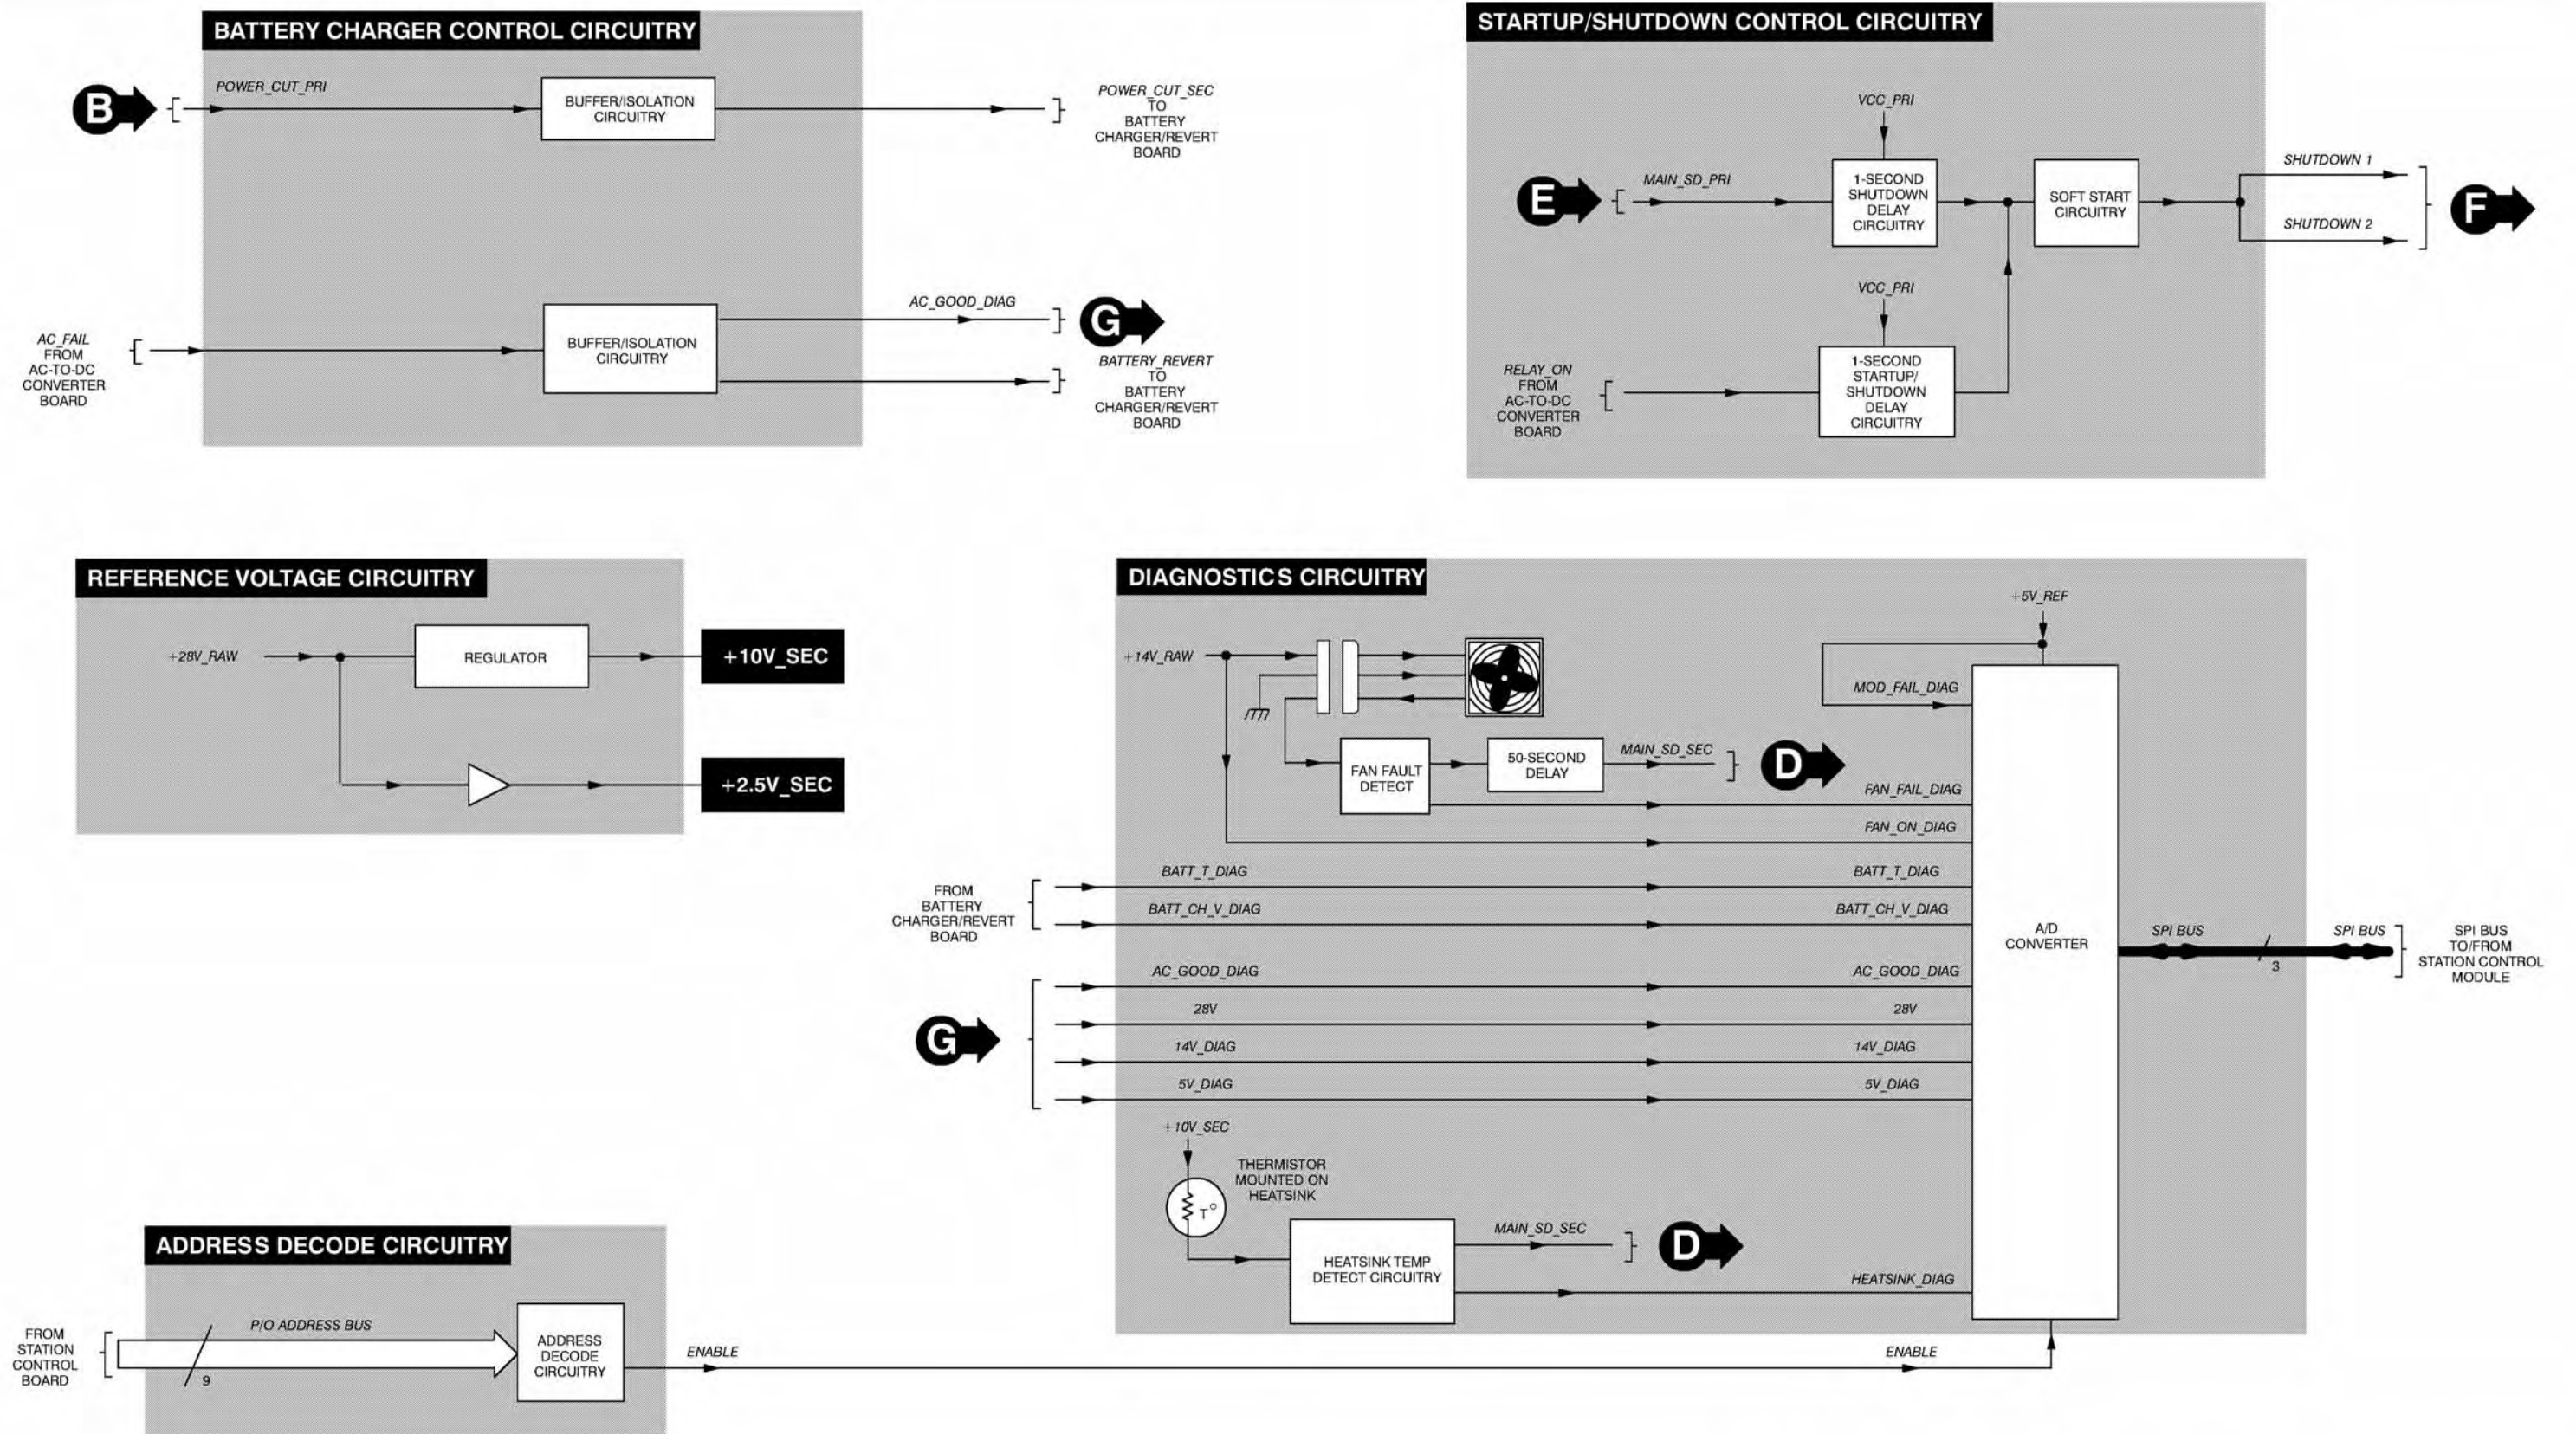 BATTERY CHARGER CONTROL CIRCUITRY
B
POWER_CUT_PRI
BUFFER/ISOLATION
CIRCUITRY
POWER_CUT_SEC
TO
BATTERY
CHARGER/REVERT
BOARD
AC_FAIL
FROM
AC-TO-DC
CONVERTER
BOARD
BUFFER/ISOLATION
CIRCUITRY
AC_GOOD_DIAG
G
BATTERY_REVERT
TO
BATTERY
CHARGER/REVERT
BOARD
STARTUP/SHUTDOWN CONTROL CIRCUITRY
E
MAIN_SD_PRI
VCC_PRI
1-SECOND
SHUTDOWN
DELAY
CIRCUITRY
SOFT START
CIRCUITRY
SHUTDOWN 1
SHUTDOWN 2
F
VCC_PRI
RELAY_ON
FROM
AC-TO-DC
CONVERTER
BOARD
1-SECOND
STARTUP/
SHUTDOWN
DELAY
CIRCUITRY
REFERENCE VOLTAGE CIRCUITRY
+28V_RAW
REGULATOR
+10V_SEC
+2.5V_SEC
DIAGNOSTICS CIRCUITRY
+14V_RAW
+5V_REF
MOD_FAIL_DIAG
FAN FAULT
DETECT
50-SECOND
DELAY
MAIN_SD_SEC
D
FAN_FAIL_DIAG
FAN_ON_DIAG
FROM
BATTERY
CHARGER/REVERT
BOARD
BATT_T_DIAG
BATT_T_DIAG
BATT_CH_V_DIAG
BATT_CH_V_DIAG
A/D
CONVERTER
SPI BUS
3
SPI BUS
SPI BUS
TO/FROM
STATION CONTROL
MODULE
G
AC_GOOD_DIAG
AC_GOOD_DIAG
28V
28V
14V_DIAG
14V_DIAG
5V_DIAG
5V_DIAG
+10V_SEC
THERMISTOR
MOUNTED ON
HEATSINK
T°
HEATSINK TEMP
DETECT CIRCUITRY
MAIN_SD_SEC
D
HEATSINK_DIAG
ADDRESS DECODE CIRCUITRY
FROM
STATION
CONTROL
BOARD
P/O ADDRESS BUS
9
ADDRESS
DECODE
CIRCUITRY
ENABLE
ENABLE